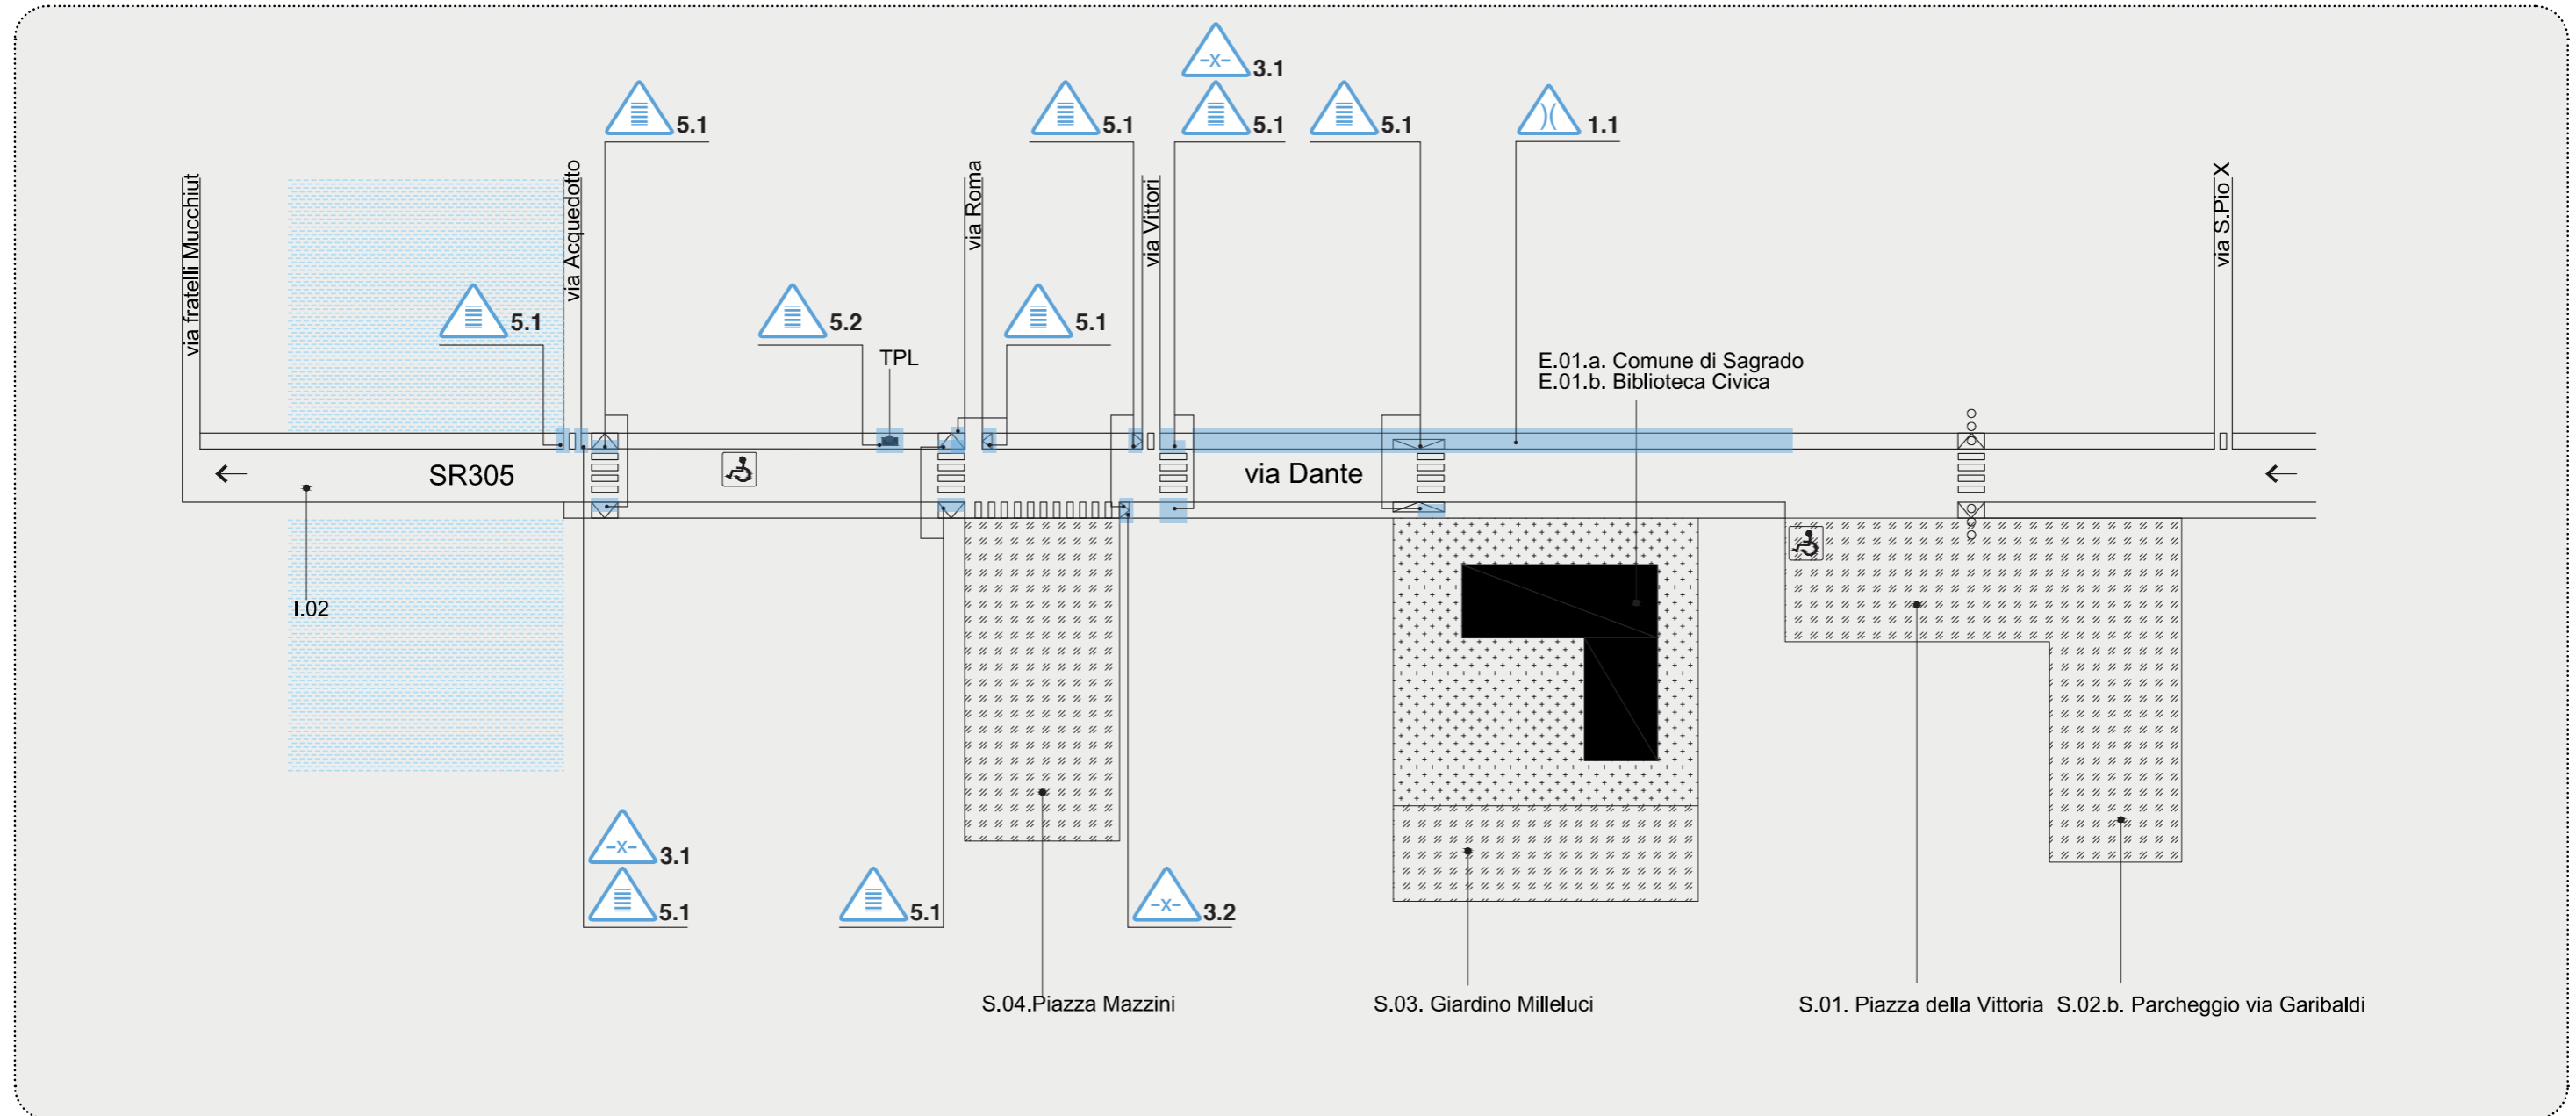 -x- 3.1
5.1
5.1
5.1
5.1
1.1
via fratelli Mucchiut
via Acquedotto
via Roma
via Vittori
via S.Pio X
5.1
5.2
5.1
TPL
E.01.a. Comune di Sagrado
E.01.b. Biblioteca Civica
SR305
via Dante
I.02
-x- 3.1
5.1
5.1
-x- 3.2
S.04.Piazza Mazzini
S.03. Giardino Milleluci
S.01. Piazza della Vittoria
S.02.b. Parcheggio via Garibaldi